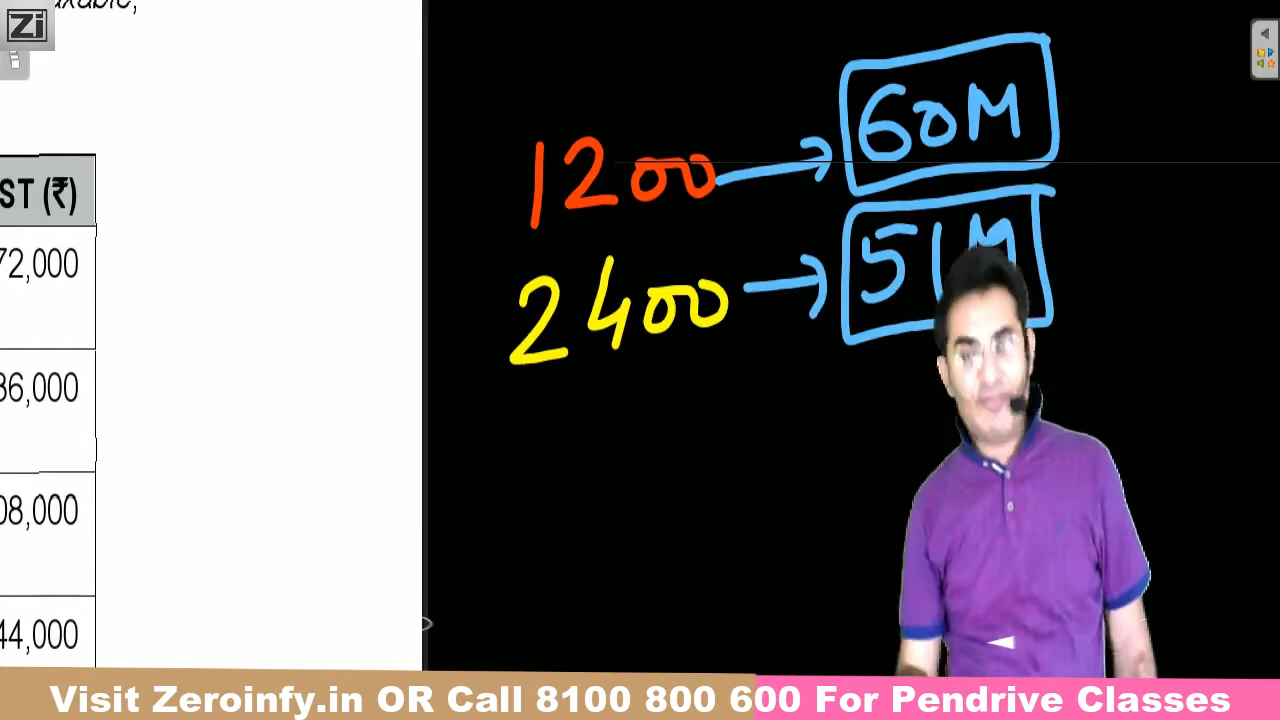 Zi
ST (₹)
72,000
36,000
08,000
44,000
1200 → 60M
2400 → 51M
Visit Zeroinfy.in OR Call 8100 800 600 For Pendrive Classes